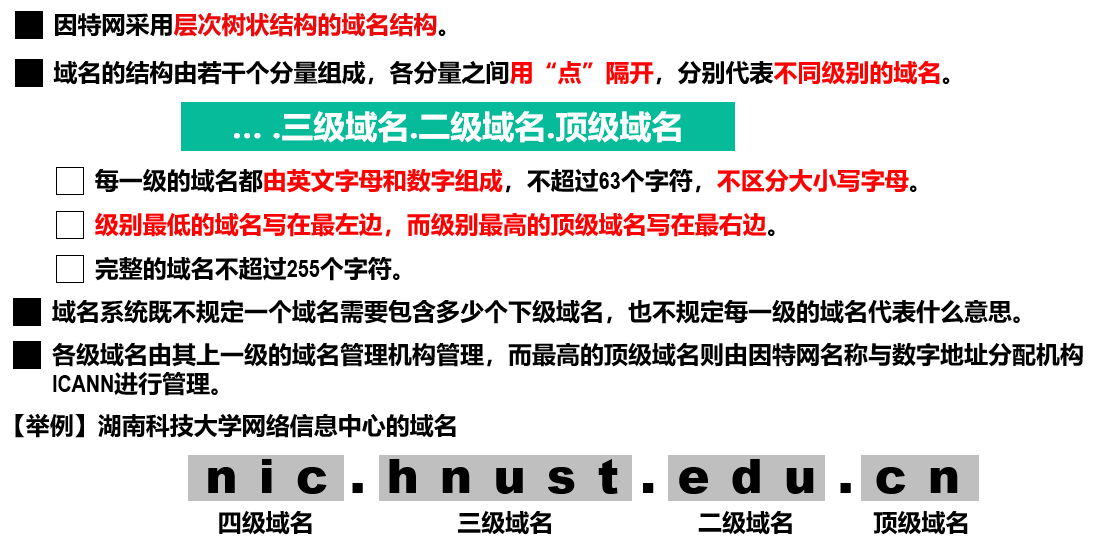 因特网采用层次树状结构的域名结构。
域名的结构由若干个分量组成，各分量之间用“点”隔开，分别代表不同级别的域名。
… .三级域名.二级域名.顶级域名
每一级的域名都由英文字母和数字组成，不超过63个字符，不区分大小写字母。
级别最低的域名写在最左边，而级别最高的顶级域名写在最右边。
完整的域名不超过255个字符。
域名系统既不规定一个域名需要包含多少个下级域名，也不规定每一级的域名代表什么意思。
各级域名由其上一级的域名管理机构管理，而最高的顶级域名则由因特网名称与数字地址分配机构
ICANN进行管理。
【举例】湖南科技大学网络信息中心的域名
nic.hnust.edu.cn
四级域名 三级域名 二级域名 顶级域名